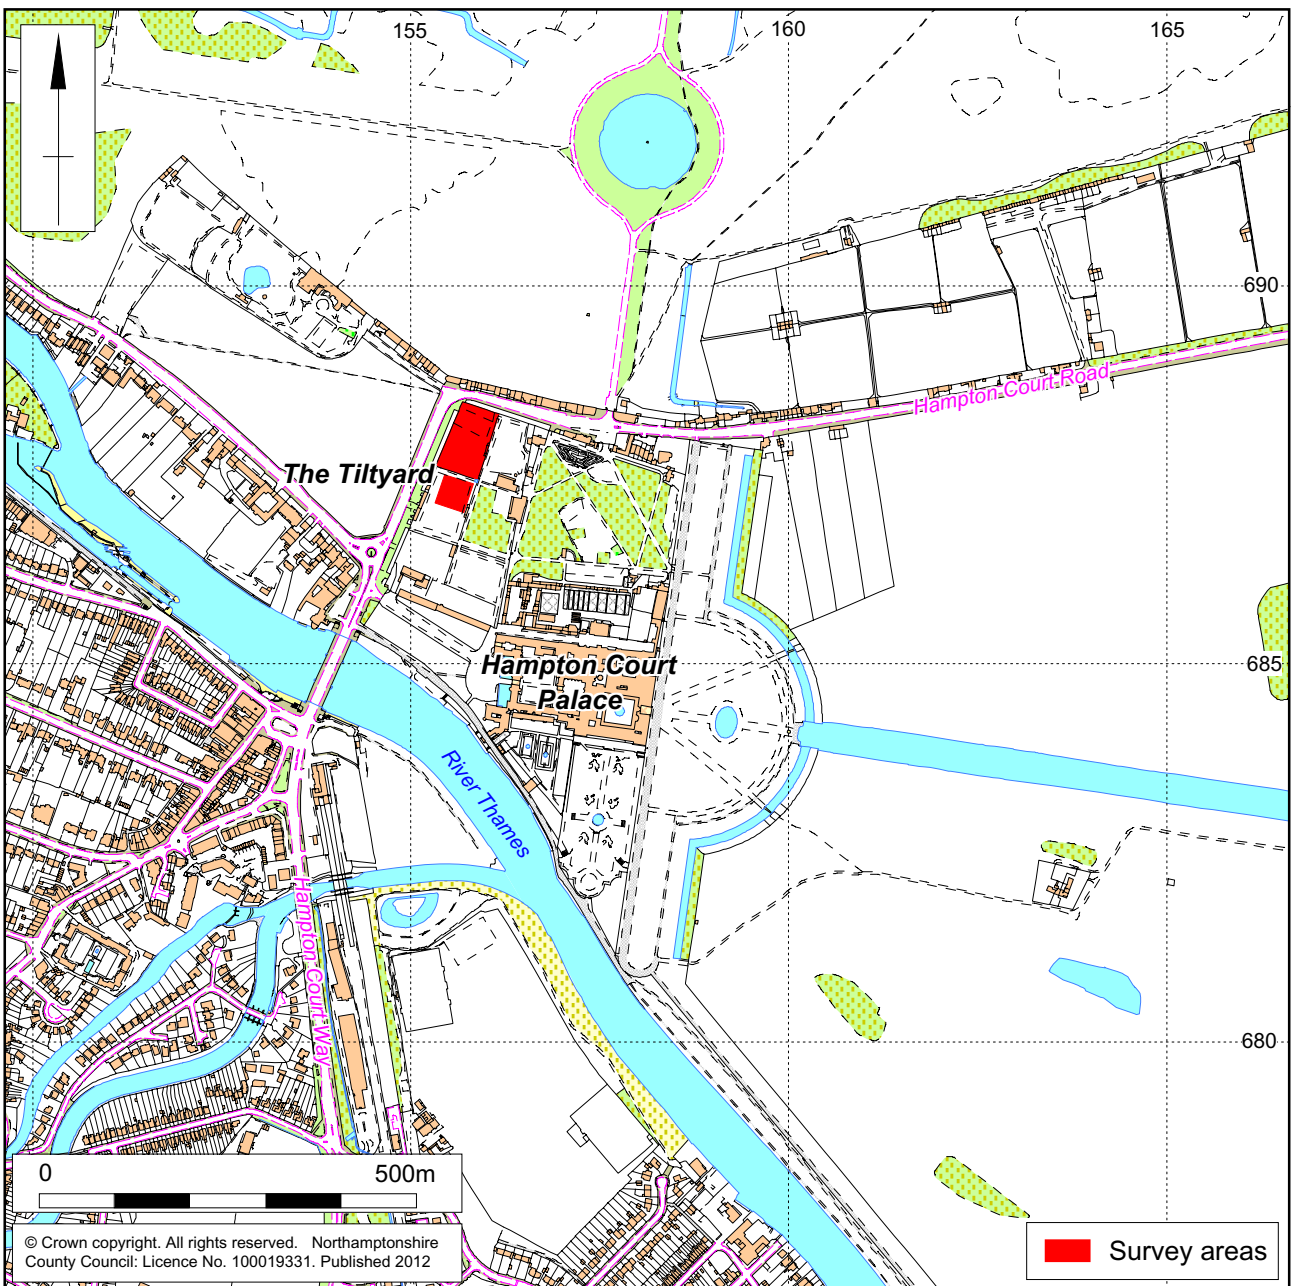 155
160
165
690
Hampton Court Road
The Tiltyard
Hampton Court
Palace
685
River Thames
Hampton Court Way
680
0 500m
© Crown copyright. All rights reserved. Northamptonshire
County Council: Licence No. 100019331. Published 2012
Survey areas